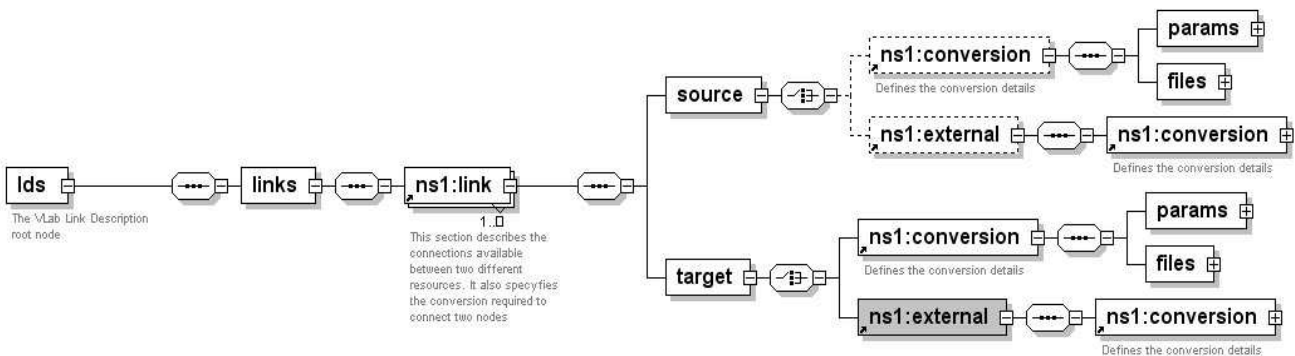 ns1:conversion
Defines the conversion details
params
files
source
ns1:external
ns1:conversion
Defines the conversion details
lds
The VLab Link Description
root node
links
ns1:link
1..
This section describes the
connections available
between two different
resources. It also specyfies
the conversion required to
connect two nodes
target
ns1:conversion
Defines the conversion details
params
files
ns1:external
ns1:conversion
Defines the conversion details